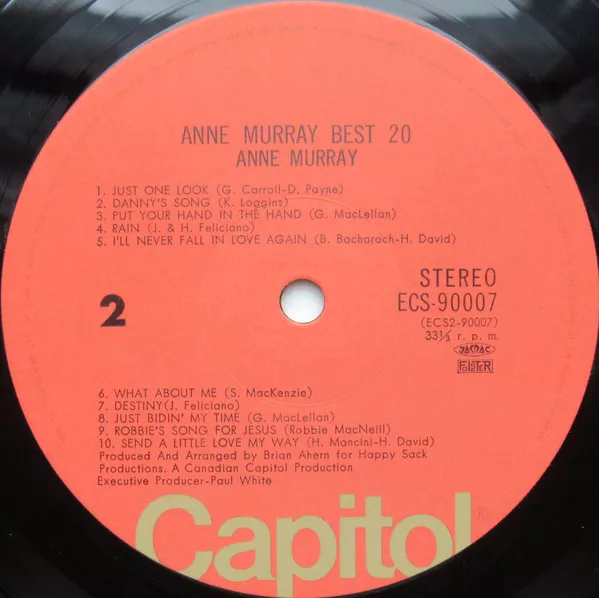 ANNE MURRAY BEST 20
ANNE MURRAY
1. JUST ONE LOOK (G. Carroll-D. Payne)
2. DANNY'S SONG (K. Loggins)
3. PUT YOUR HAND IN THE HAND (G. MacLellan)
4. RAIN (J. & H. Feliciano)
5. I'LL NEVER FALL IN LOVE AGAIN (B. Bacharach-H. David)
2
STEREO
ECS-90007
(ECS2-90007)
33⅓ r. p. m.
JASRAC
6. WHAT ABOUT ME (S. MacKenzie)
7. DESTINY(J. Feliciano)
8. JUST BIDIN' MY TIME (G. MacLellan)
9. ROBBIE'S SONG FOR JESUS (Robbie MacNeill)
10. SEND A LITTLE LOVE MY WAY (H. Mancini-H. David)
Produced And Arranged by Brian Ahern for Happy Sack
Productions. A Canadian Capitol Production
Executive Producer-Paul White
Capitol